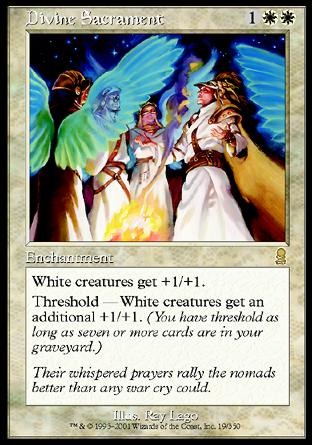 Divine Sacrament 1
Enchantment
White creatures get +1/+1.
Threshold — White creatures get an
additional +1/+1. (You have threshold as
long as seven or more cards are in your
graveyard.)
Their whispered prayers rally the nomads
better than any war cry could.
Illus. Rey Lago
™ & © 1993-2001 Wizards of the Coast, Inc. 19/350